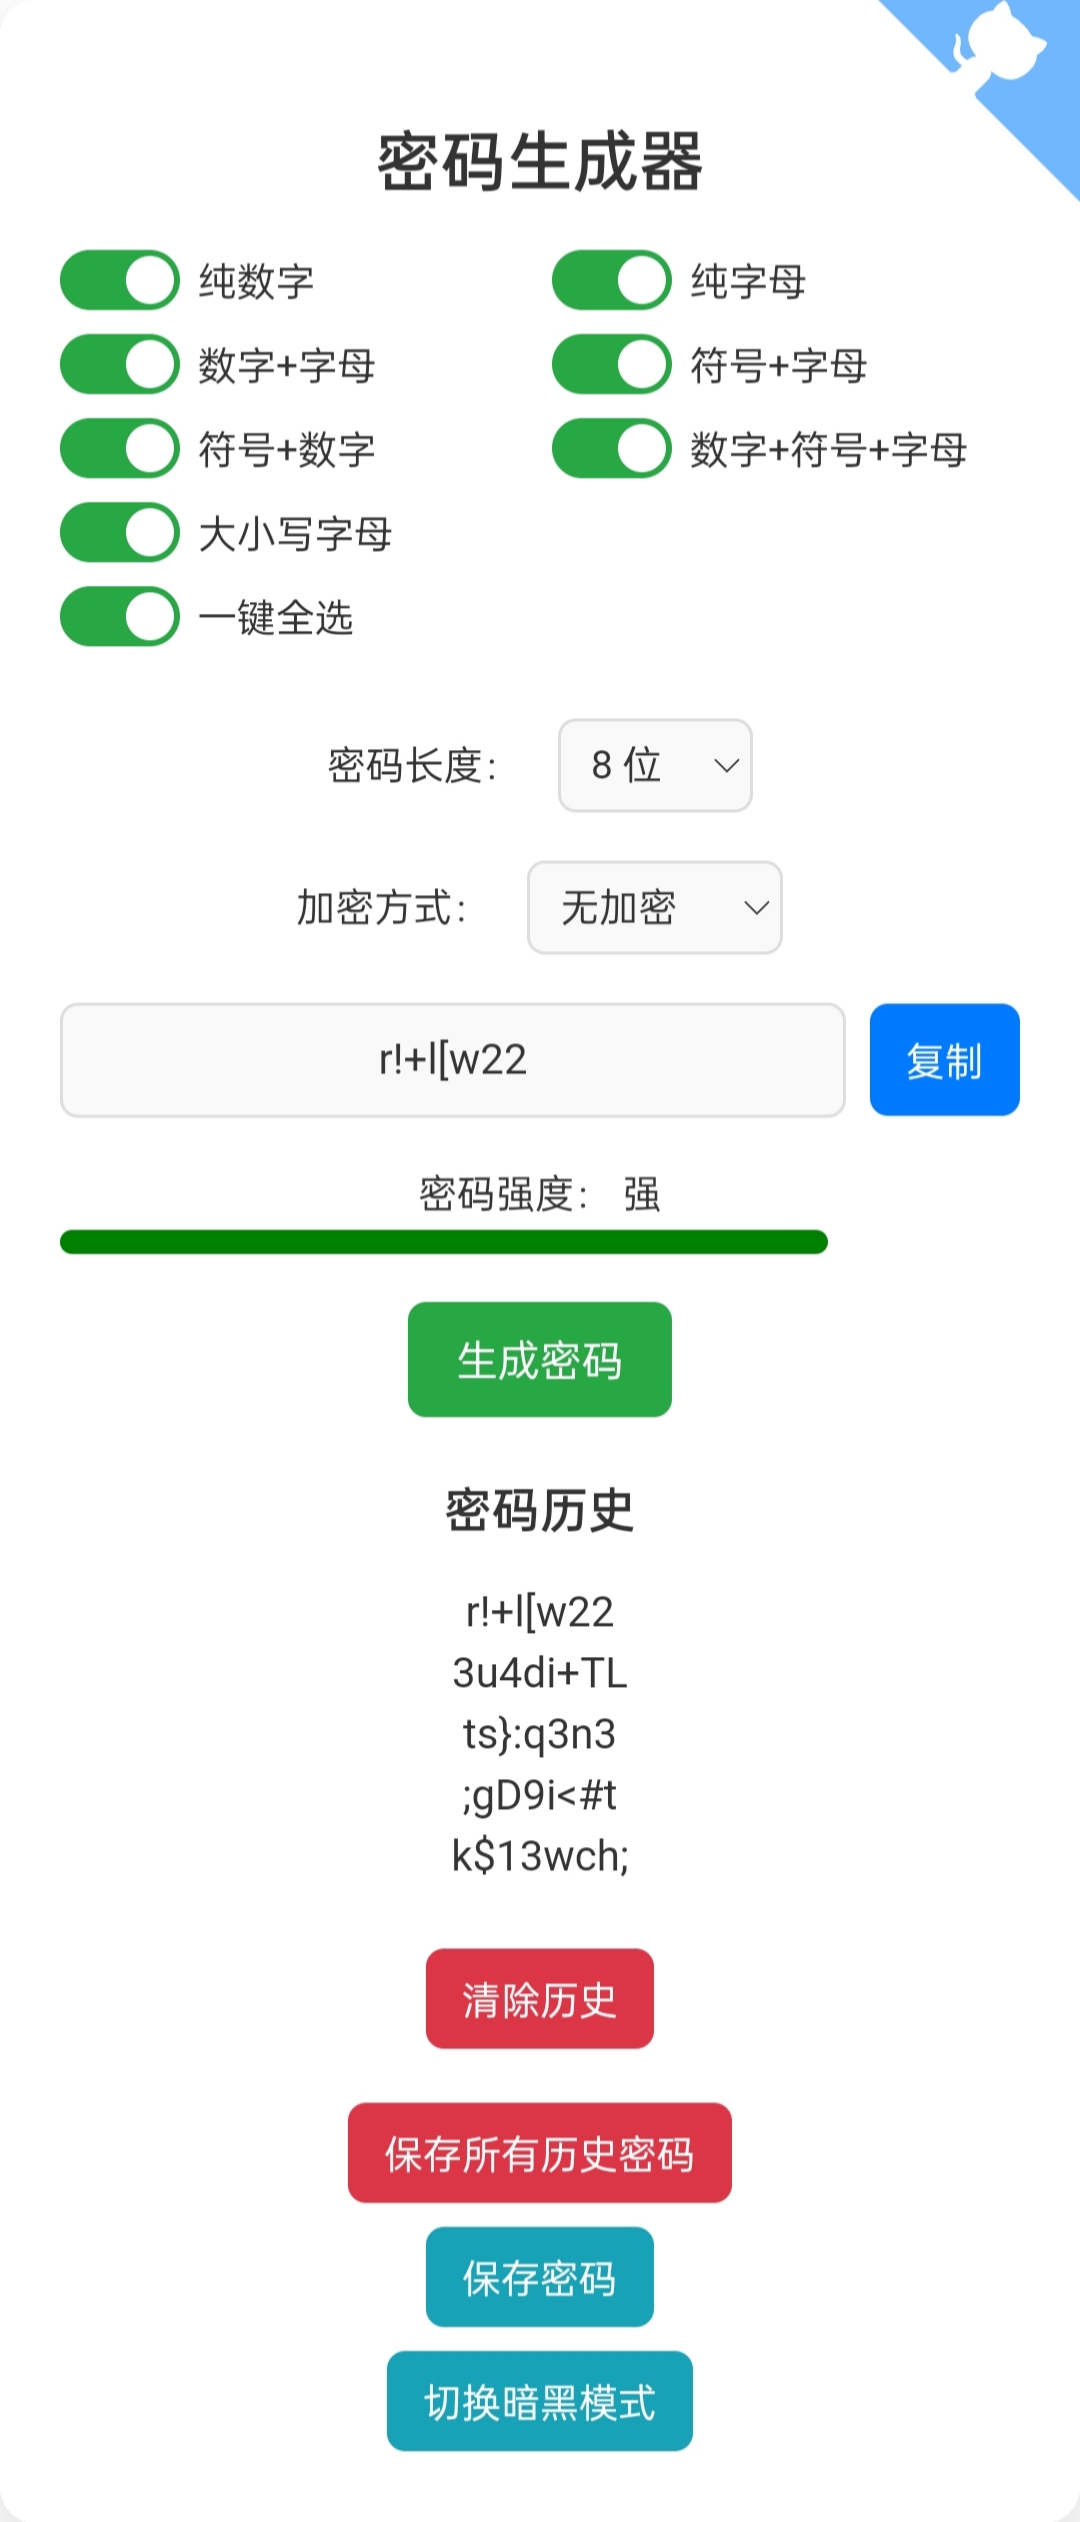 密码生成器
纯数字 纯字母
数字+字母 符号+字母
符号+数字 数字+符号+字母
大小写字母
一键全选
密码长度： 8 位
加密方式： 无加密
r!+l[w22 复制
密码强度： 强
生成密码
密码历史
r!+l[w22
3u4di+TL
ts}:q3n3
;gD9i<#t
k$13wch;
清除历史
保存所有历史密码
保存密码
切换暗黑模式